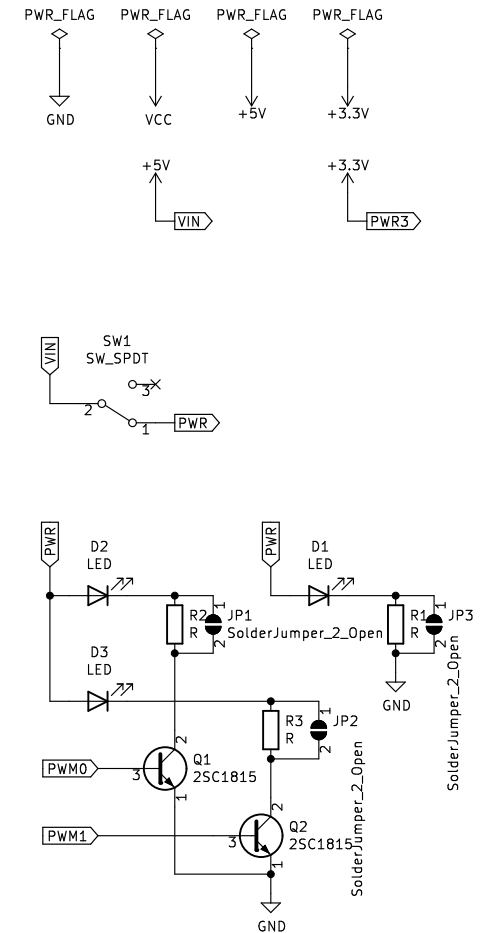 PWR_FLAG
PWR_FLAG
PWR_FLAG
PWR_FLAG
GND
VCC
+5V
+3.3V
+5V
+3.3V
VIN
PWR3
VIN
SW1
SW_SPDT
3
2
1
PWR
PWR
D2
LED
PWR
D1
LED
R2
R
1
JP1
2
SolderJumper_2_Open
R1
R
1
JP3
2
SolderJumper_2_Open
GND
D3
LED
R3
R
1
JP2
2
SolderJumper_2_Open
PWM0
3
2
1
Q1
2SC1815
PWM1
3
2
1
Q2
2SC1815
GND